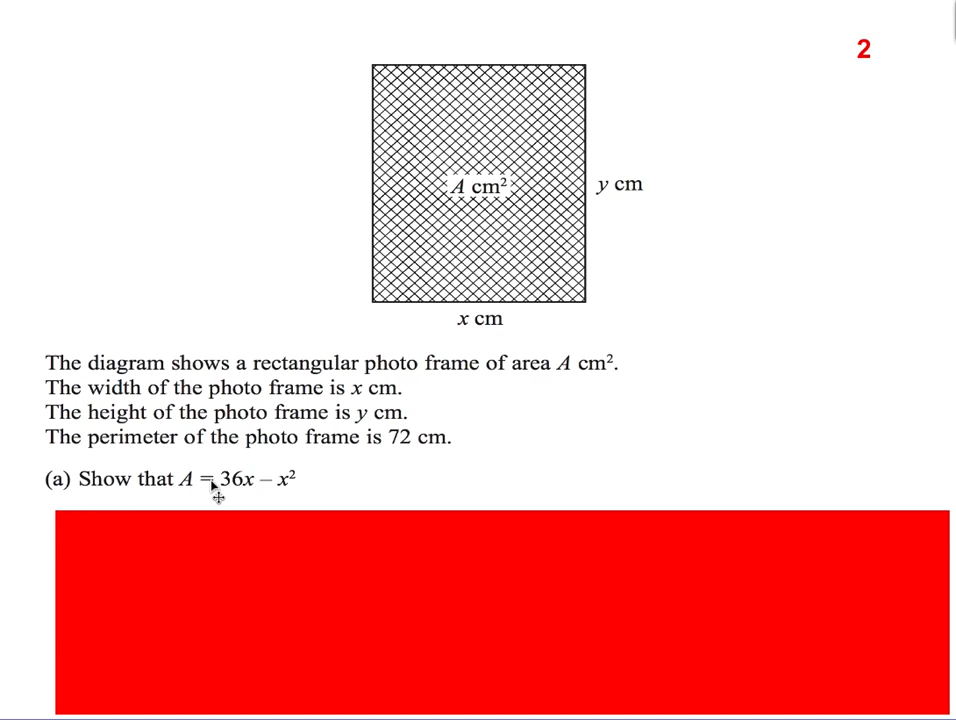 2
A cm²
y cm
x cm
The diagram shows a rectangular photo frame of area A cm².
The width of the photo frame is x cm.
The height of the photo frame is y cm.
The perimeter of the photo frame is 72 cm.
(a) Show that A = 36x – x²